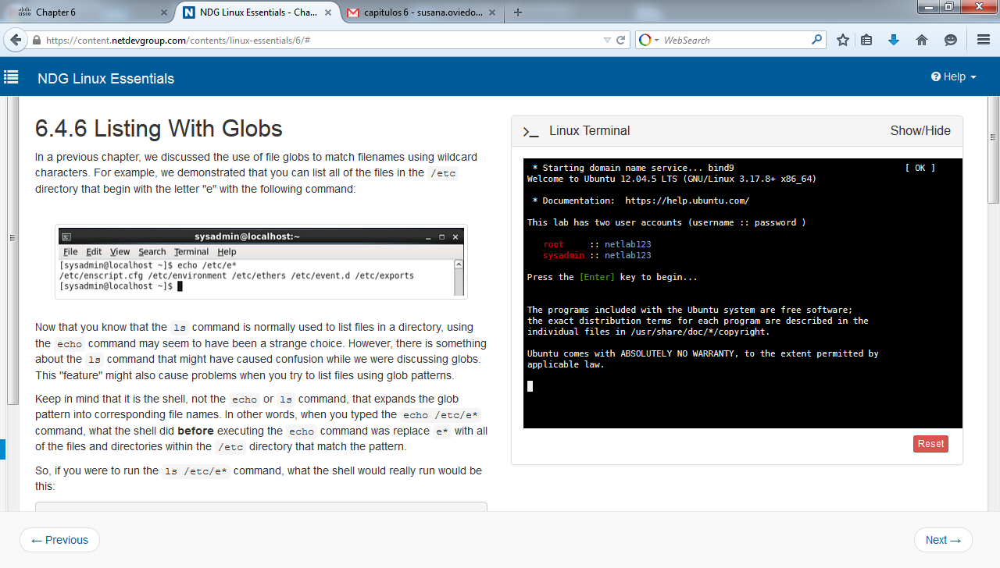 Chapter 6
NDG Linux Essentials - Cha...
capitulos 6 - susana.oviedo...
https://content.netdevgroup.com/contents/linux-essentials/6/#
WebSearch
NDG Linux Essentials
Help
6.4.6 Listing With Globs
In a previous chapter, we discussed the use of file globs to match filenames using wildcard
characters. For example, we demonstrated that you can list all of the files in the /etc
directory that begin with the letter "e" with the following command:
sysadmin@localhost:~
File Edit View Search Terminal Help
[sysadmin@localhost ~]$ echo /etc/e*
/etc/enscript.cfg /etc/environment /etc/ethers /etc/event.d /etc/exports
[sysadmin@localhost ~]$
Now that you know that the ls command is normally used to list files in a directory, using
the echo command may seem to have been a strange choice. However, there is something
about the ls command that might have caused confusion while we were discussing globs.
This "feature" might also cause problems when you try to list files using glob patterns.
Keep in mind that it is the shell, not the echo or ls command, that expands the glob
pattern into corresponding file names. In other words, when you typed the echo /etc/e*
command, what the shell did before executing the echo command was replace e* with all
of the files and directories within the /etc directory that match the pattern.
So, if you were to run the ls /etc/e* command, what the shell would really run would be
this:
>_ Linux Terminal Show/Hide
* Starting domain name service... bind9 [ OK ]
Welcome to Ubuntu 12.04.5 LTS (GNU/Linux 3.17.8+ x86_64)
* Documentation: https://help.ubuntu.com/
This lab has two user accounts (username :: password )
root :: netlab123
sysadmin :: netlab123
Press the [Enter] key to begin...
The programs included with the Ubuntu system are free software;
the exact distribution terms for each program are described in the
individual files in /usr/share/doc/*/copyright.
Ubuntu comes with ABSOLUTELY NO WARRANTY, to the extent permitted by
applicable law.
Reset
← Previous
Next →